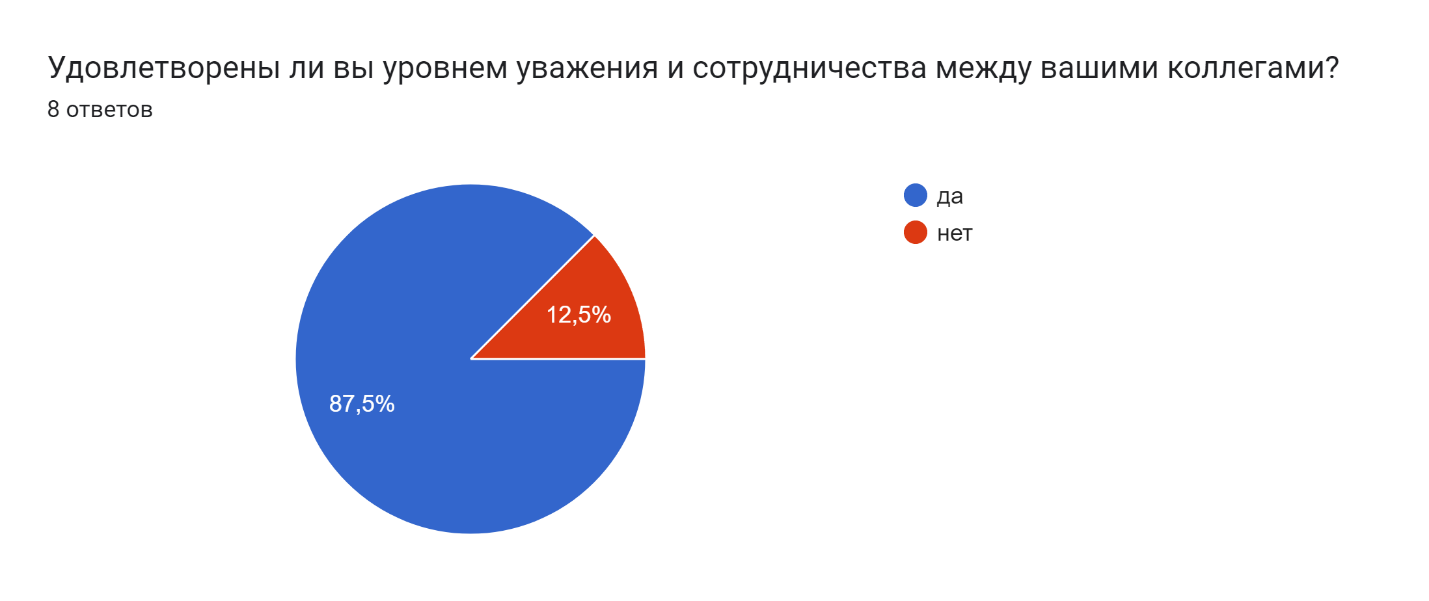 Удовлетворены ли вы уровнем уважения и сотрудничества между вашими коллегами?
8 ответов
да
нет
12,5%
87,5%